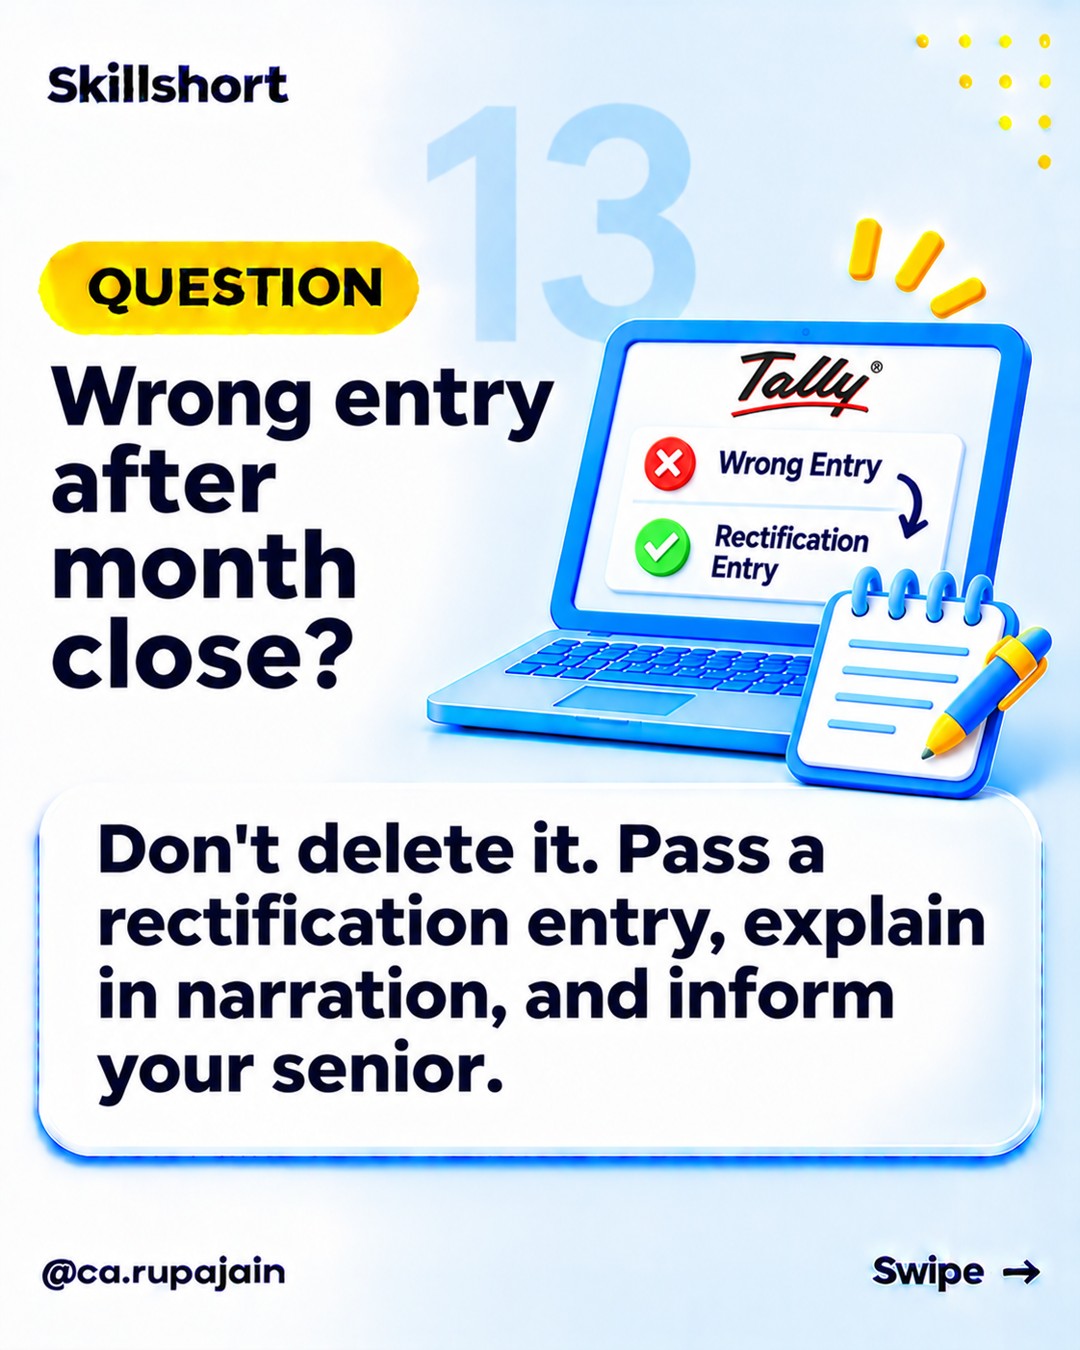 Skillshort
13
QUESTION
Wrong entry
after
month
close?
Tally®
Wrong Entry
Rectification
Entry
Don't delete it. Pass a
rectification entry, explain
in narration, and inform
your senior.
@ca.rupajain
Swipe →